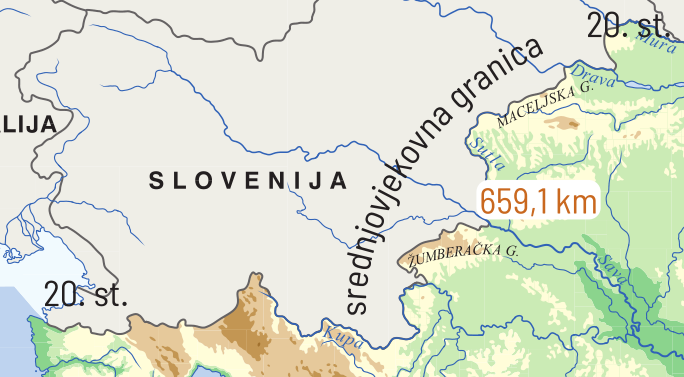 20. st.
Mura
Drava
MACELJSKA G.
srednjovjekovna granica
LIJA
Sutla
SLOVENIJA
659,1 km
ŽUMBERAČKA G.
Sava
20. st.
Kupa